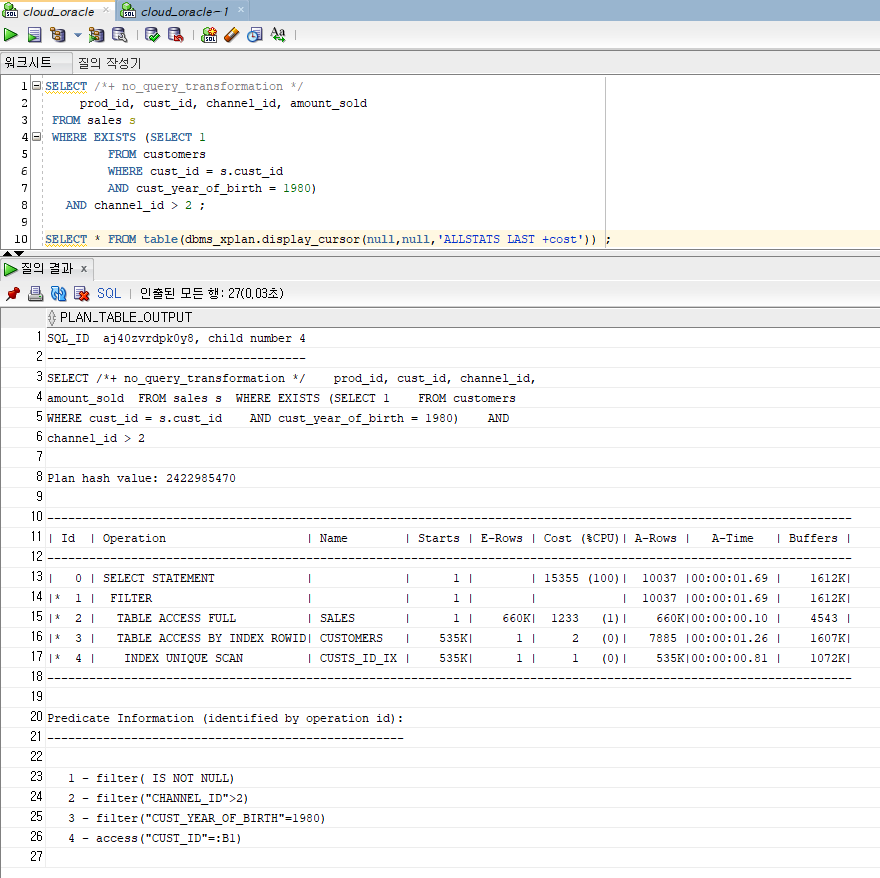 cloud_oracle × cloud_oracle~1 ×
워크시트 질의 작성기
1 SELECT /*+ no_query_transformation */
2 prod_id, cust_id, channel_id, amount_sold
3 FROM sales s
4 WHERE EXISTS (SELECT 1
5 FROM customers
6 WHERE cust_id = s.cust_id
7 AND cust_year_of_birth = 1980)
8 AND channel_id > 2 ;
9
10 SELECT * FROM table(dbms_xplan.display_cursor(null,null,'ALLSTATS LAST +cost')) ;
질의 결과 ×
SQL | 인출된 모든 행: 27(0,03초)
PLAN_TABLE_OUTPUT
1 SQL_ID  aj40zvrdpk0y8, child number 4
2 -------------------------------------
3 SELECT /*+ no_query_transformation */    prod_id, cust_id, channel_id,
4 amount_sold  FROM sales s  WHERE EXISTS (SELECT 1    FROM customers
5 WHERE cust_id = s.cust_id    AND cust_year_of_birth = 1980)    AND
6 channel_id > 2
7
8 Plan hash value: 2422985470
9
10 -------------------------------------------------------------------------------------------------------------------
11 | Id  | Operation                    | Name        | Starts | E-Rows | Cost (%CPU)| A-Rows |   A-Time   | Buffers |
12 -------------------------------------------------------------------------------------------------------------------
13 |   0 | SELECT STATEMENT             |             |      1 |        | 15355 (100)|  10037 |00:00:01.69 |    1612K|
14 |*  1 |  FILTER                      |             |      1 |        |            |  10037 |00:00:01.69 |    1612K|
15 |*  2 |   TABLE ACCESS FULL          | SALES       |      1 |    660K|  1233   (1)|    660K|00:00:00.10 |    4543 |
16 |*  3 |   TABLE ACCESS BY INDEX ROWID| CUSTOMERS   |    535K|      1 |     2   (0)|   7885 |00:00:01.26 |    1607K|
17 |*  4 |    INDEX UNIQUE SCAN         | CUSTS_ID_IX |    535K|      1 |     1   (0)|    535K|00:00:00.81 |    1072K|
18 -------------------------------------------------------------------------------------------------------------------
19
20 Predicate Information (identified by operation id):
21 ---------------------------------------------------
22
23    1 - filter( IS NOT NULL)
24    2 - filter("CHANNEL_ID">2)
25    3 - filter("CUST_YEAR_OF_BIRTH"=1980)
26    4 - access("CUST_ID"=:B1)
27